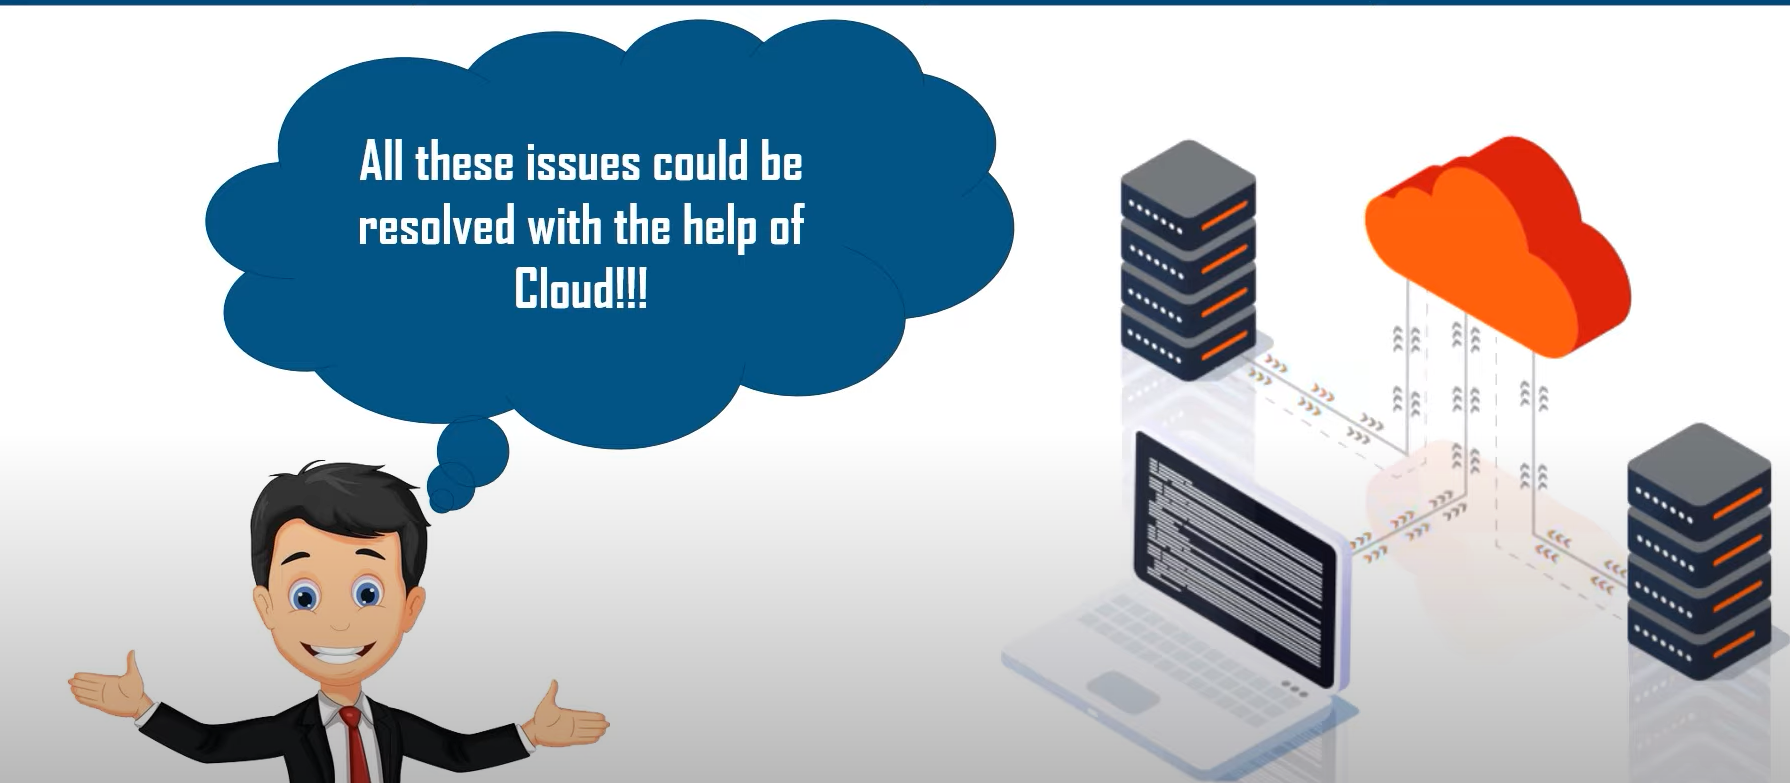 All these issues could be
resolved with the help of
Cloud!!!